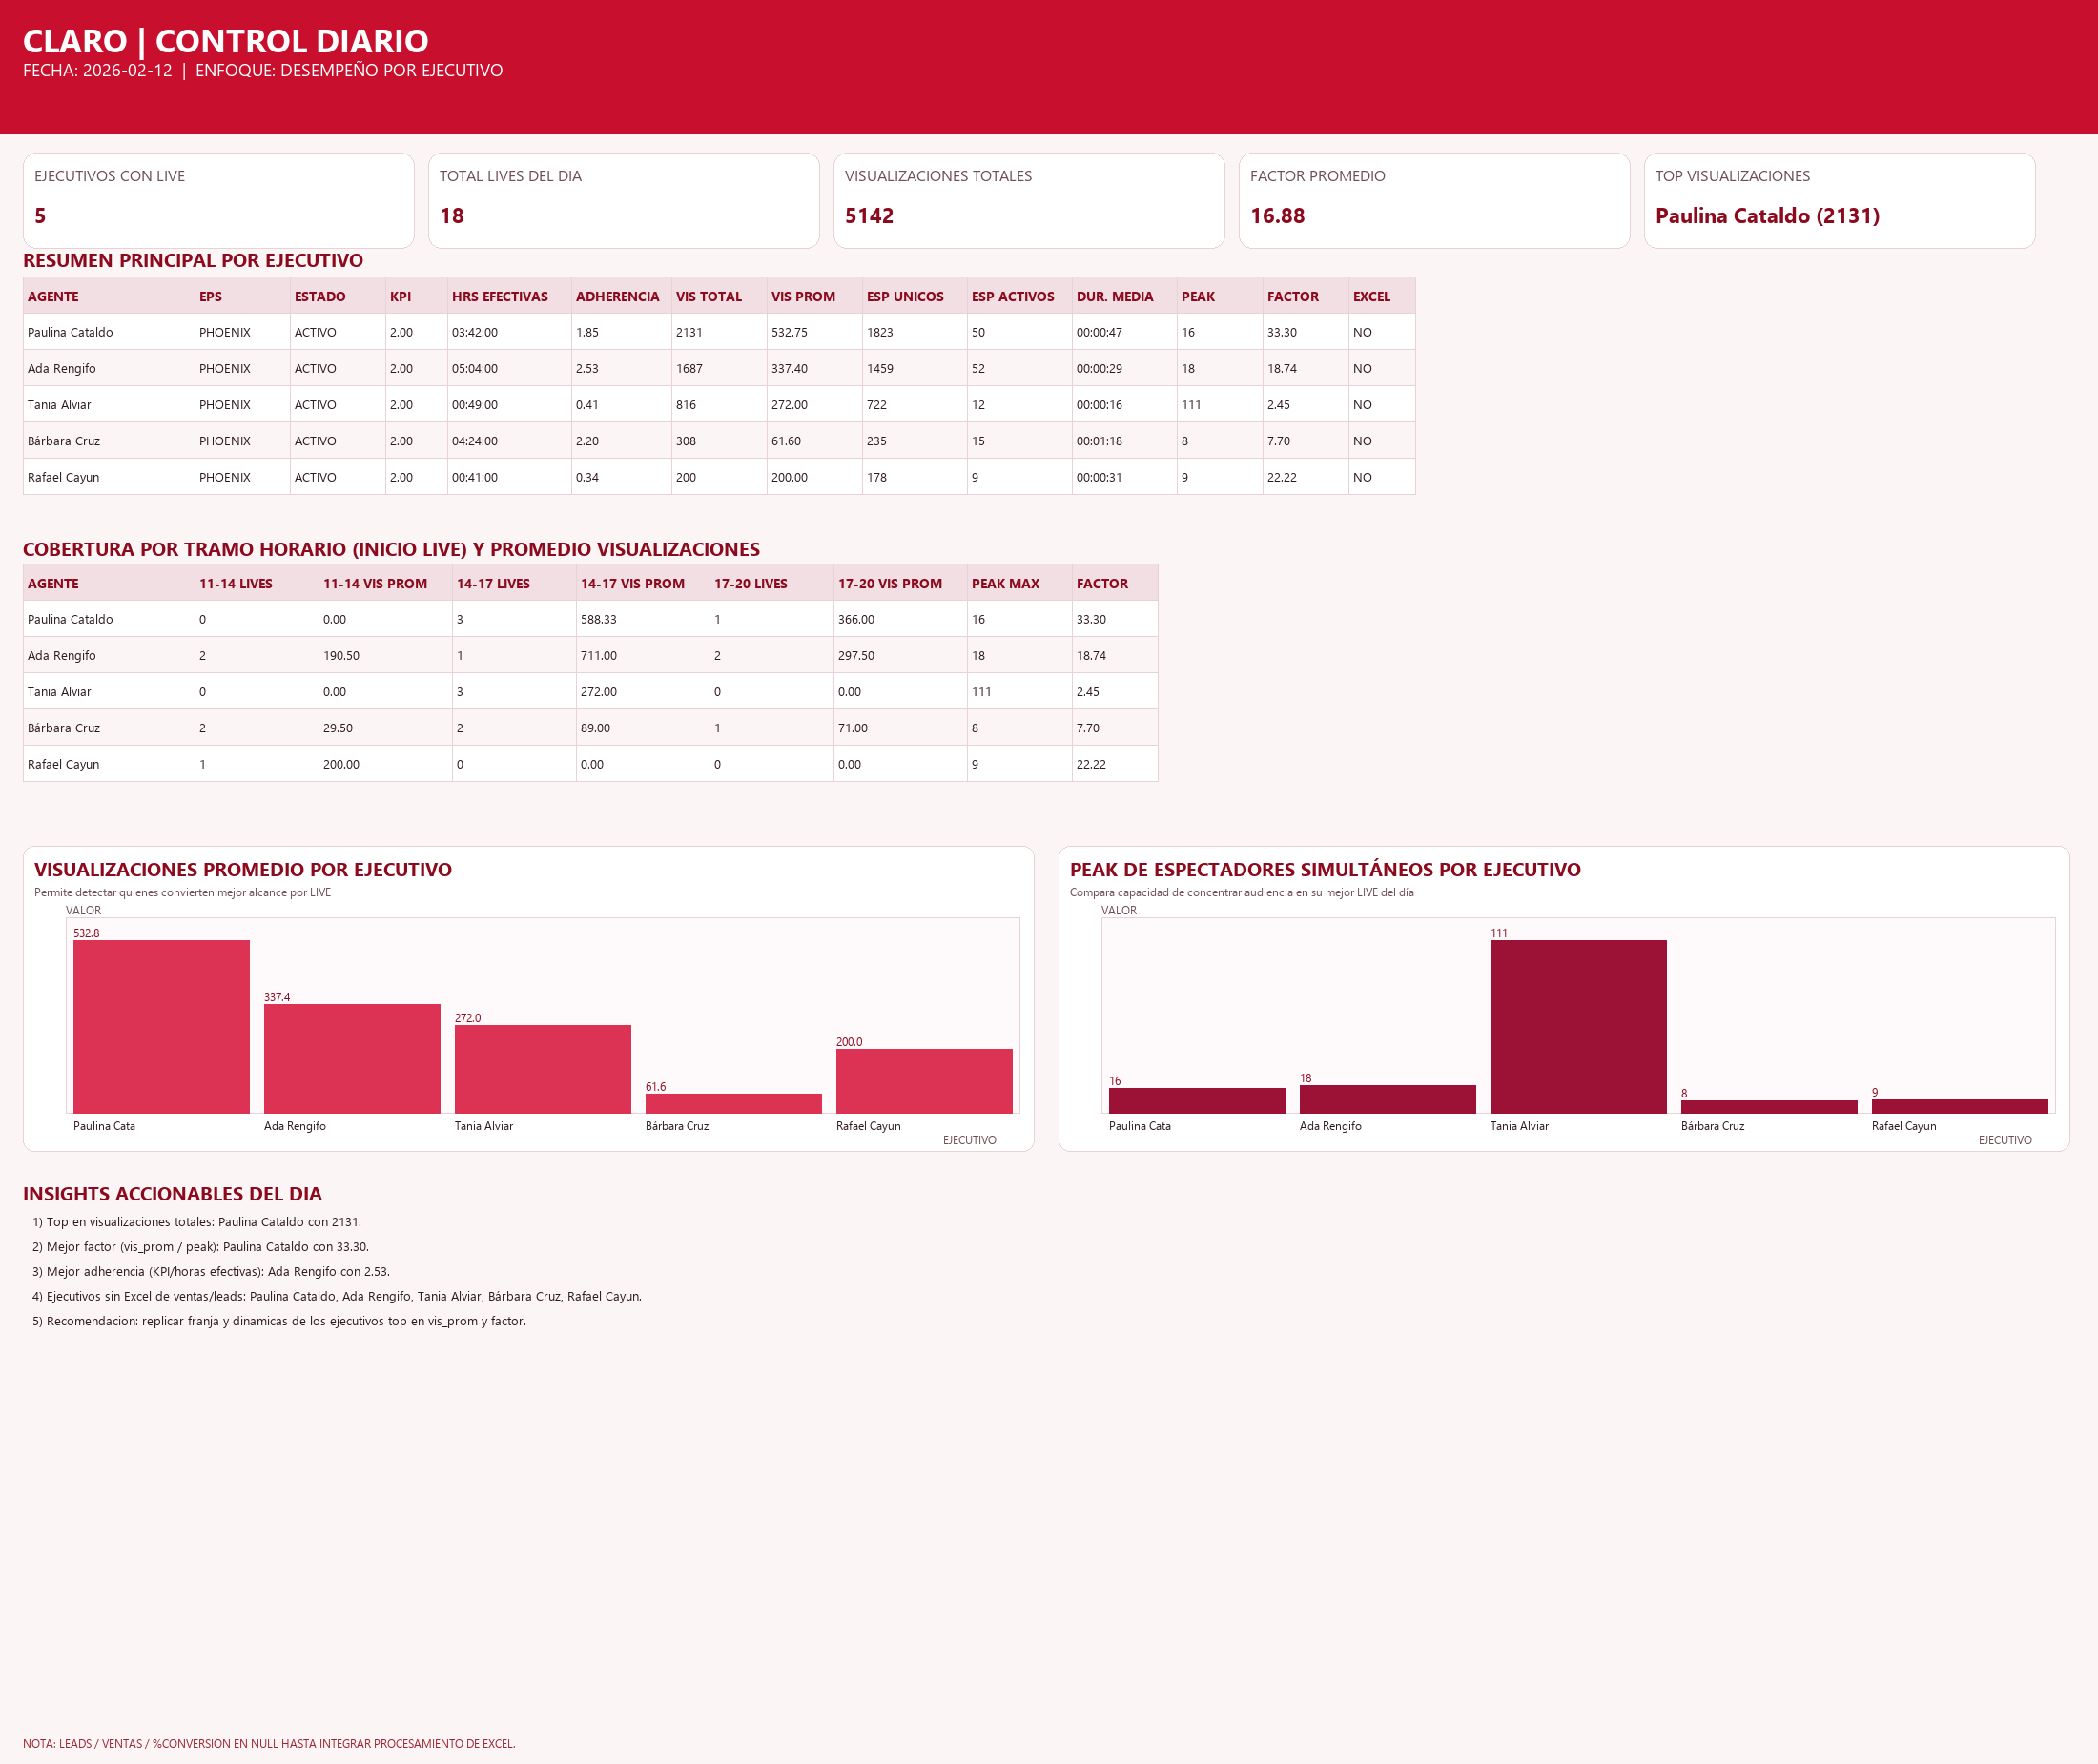 CLARO | CONTROL DIARIO
FECHA: 2026-02-12 | ENFOQUE: DESEMPEÑO POR EJECUTIVO
EJECUTIVOS CON LIVE
5
TOTAL LIVES DEL DIA
18
VISUALIZACIONES TOTALES
5142
FACTOR PROMEDIO
16.88
TOP VISUALIZACIONES
Paulina Cataldo (2131)
RESUMEN PRINCIPAL POR EJECUTIVO
AGENTE EPS ESTADO KPI HRS EFECTIVAS ADHERENCIA VIS TOTAL VIS PROM ESP UNICOS ESP ACTIVOS DUR. MEDIA PEAK FACTOR EXCEL
Paulina Cataldo PHOENIX ACTIVO 2.00 03:42:00 1.85 2131 532.75 1823 50 00:00:47 16 33.30 NO
Ada Rengifo PHOENIX ACTIVO 2.00 05:04:00 2.53 1687 337.40 1459 52 00:00:29 18 18.74 NO
Tania Alviar PHOENIX ACTIVO 2.00 00:49:00 0.41 816 272.00 722 12 00:00:16 111 2.45 NO
Bárbara Cruz PHOENIX ACTIVO 2.00 04:24:00 2.20 308 61.60 235 15 00:01:18 8 7.70 NO
Rafael Cayun PHOENIX ACTIVO 2.00 00:41:00 0.34 200 200.00 178 9 00:00:31 9 22.22 NO
COBERTURA POR TRAMO HORARIO (INICIO LIVE) Y PROMEDIO VISUALIZACIONES
AGENTE 11-14 LIVES 11-14 VIS PROM 14-17 LIVES 14-17 VIS PROM 17-20 LIVES 17-20 VIS PROM PEAK MAX FACTOR
Paulina Cataldo 0 0.00 3 588.33 1 366.00 16 33.30
Ada Rengifo 2 190.50 1 711.00 2 297.50 18 18.74
Tania Alviar 0 0.00 3 272.00 0 0.00 111 2.45
Bárbara Cruz 2 29.50 2 89.00 1 71.00 8 7.70
Rafael Cayun 1 200.00 0 0.00 0 0.00 9 22.22
VISUALIZACIONES PROMEDIO POR EJECUTIVO
Permite detectar quienes convierten mejor alcance por LIVE
VALOR
532.8
337.4
272.0
61.6
200.0
Paulina Cata Ada Rengifo Tania Alviar Bárbara Cruz Rafael Cayun
EJECUTIVO
PEAK DE ESPECTADORES SIMULTÁNEOS POR EJECUTIVO
Compara capacidad de concentrar audiencia en su mejor LIVE del día
VALOR
16
18
111
8
9
Paulina Cata Ada Rengifo Tania Alviar Bárbara Cruz Rafael Cayun
EJECUTIVO
INSIGHTS ACCIONABLES DEL DIA
1) Top en visualizaciones totales: Paulina Cataldo con 2131.
2) Mejor factor (vis_prom / peak): Paulina Cataldo con 33.30.
3) Mejor adherencia (KPI/horas efectivas): Ada Rengifo con 2.53.
4) Ejecutivos sin Excel de ventas/leads: Paulina Cataldo, Ada Rengifo, Tania Alviar, Bárbara Cruz, Rafael Cayun.
5) Recomendacion: replicar franja y dinamicas de los ejecutivos top en vis_prom y factor.
NOTA: LEADS / VENTAS / %CONVERSION EN NULL HASTA INTEGRAR PROCESAMIENTO DE EXCEL.